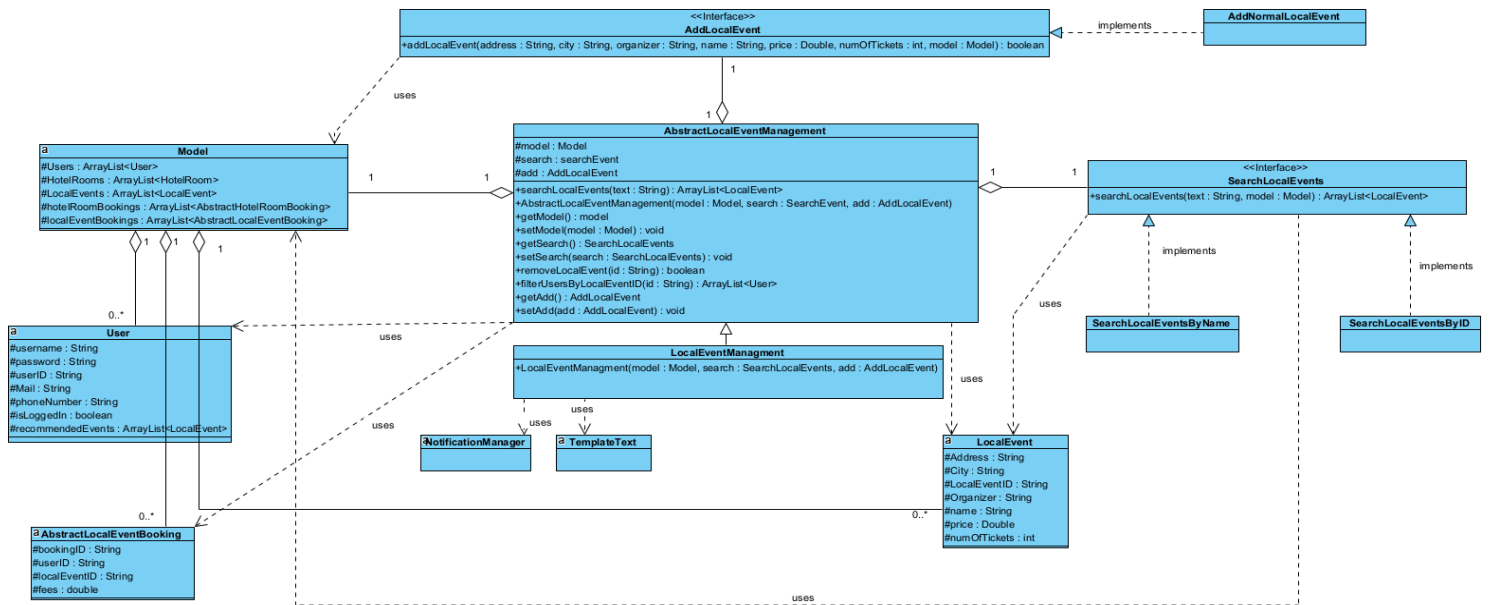 <<Interface>>
AddLocalEvent
+addLocalEvent(address : String, city : String, organizer : String, name : String, price : Double, numOfTickets : int, model : Model) : boolean
implements
AddNormalLocalEvent
1
uses
1
AbstractLocalEventManagement
#model : Model
#search : searchEvent
#add : AddLocalEvent
+searchLocalEvents(text : String) : ArrayList<LocalEvent>
+AbstractLocalEventManagement(model : Model, search : SearchEvent, add : AddLocalEvent)
+getModel() : model
+setModel(model : Model) : void
+getSearch() : SearchLocalEvents
+setSearch(search : SearchLocalEvents) : void
+removeLocalEvent(id : String) : boolean
+filterUsersByLocalEventID(id : String) : ArrayList<User>
+getAdd() : AddLocalEvent
+setAdd(add : AddLocalEvent) : void
a
Model
#Users : ArrayList<User>
#HotelRooms : ArrayList<HotelRoom>
#LocalEvents : ArrayList<LocalEvent>
#hotelRoomBookings : ArrayList<AbstractHotelRoomBooking>
#localEventBookings : ArrayList<AbstractLocalEventBooking>
1
1
1
1
<<Interface>>
SearchLocalEvents
+searchLocalEvents(text : String, model : Model) : ArrayList<LocalEvent>
1
1
1
implements
implements
uses
SearchLocalEventsByName
SearchLocalEventsByID
0..*
a
User
#username : String
#password : String
#userID : String
#Mail : String
#phoneNumber : String
#isLoggedIn : boolean
#recommendedEvents : ArrayList<LocalEvent>
uses
LocalEventManagment
+LocalEventManagment(model : Model, search : SearchLocalEvents, add : AddLocalEvent)
uses
uses
uses
uses
a
NotificationManager
a
TemplateText
a
LocalEvent
#Address : String
#City : String
#LocalEventID : String
#Organizer : String
#name : String
#price : Double
#numOfTickets : int
0..*
0..*
a
AbstractLocalEventBooking
#bookingID : String
#userID : String
#localEventID : String
#fees : double
uses